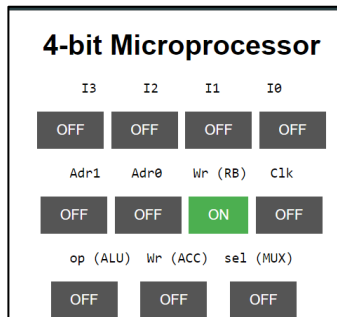 4-bit Microprocessor
I3 I2 I1 I0
OFF OFF OFF OFF
Adr1 Adr0 Wr (RB) Clk
OFF OFF ON OFF
op (ALU) Wr (ACC) sel (MUX)
OFF OFF OFF